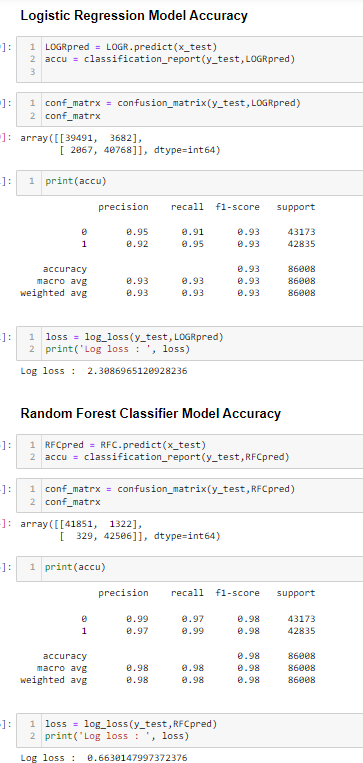 Logistic Regression Model Accuracy
]:
1 LOGRpred = LOGR.predict(x_test)
2 accu = classification_report(y_test,LOGRpred)
3
]:
1 conf_matrx = confusion_matrix(y_test,LOGRpred)
2 conf_matrx
]: array([[39491, 3682],
[ 2067, 40768]], dtype=int64)
]: 1 print(accu)
precision recall f1-score support
0 0.95 0.91 0.93 43173
1 0.92 0.95 0.93 42835
accuracy 0.93 86008
macro avg 0.93 0.93 0.93 86008
weighted avg 0.93 0.93 0.93 86008
]: 1 loss = log_loss(y_test,LOGRpred)
2 print('Log loss : ', loss)
Log loss : 2.3086965120928236
Random Forest Classifier Model Accuracy
]: 1 RFCpred = RFC.predict(x_test)
2 accu = classification_report(y_test,RFCpred)
]: 1 conf_matrx = confusion_matrix(y_test,RFCpred)
2 conf_matrx
]: array([[41851, 1322],
[ 329, 42506]], dtype=int64)
]: 1 print(accu)
precision recall f1-score support
0 0.99 0.97 0.98 43173
1 0.97 0.99 0.98 42835
accuracy 0.98 86008
macro avg 0.98 0.98 0.98 86008
weighted avg 0.98 0.98 0.98 86008
]: 1 loss = log_loss(y_test,RFCpred)
2 print('Log loss : ', loss)
Log loss : 0.6630147997372376